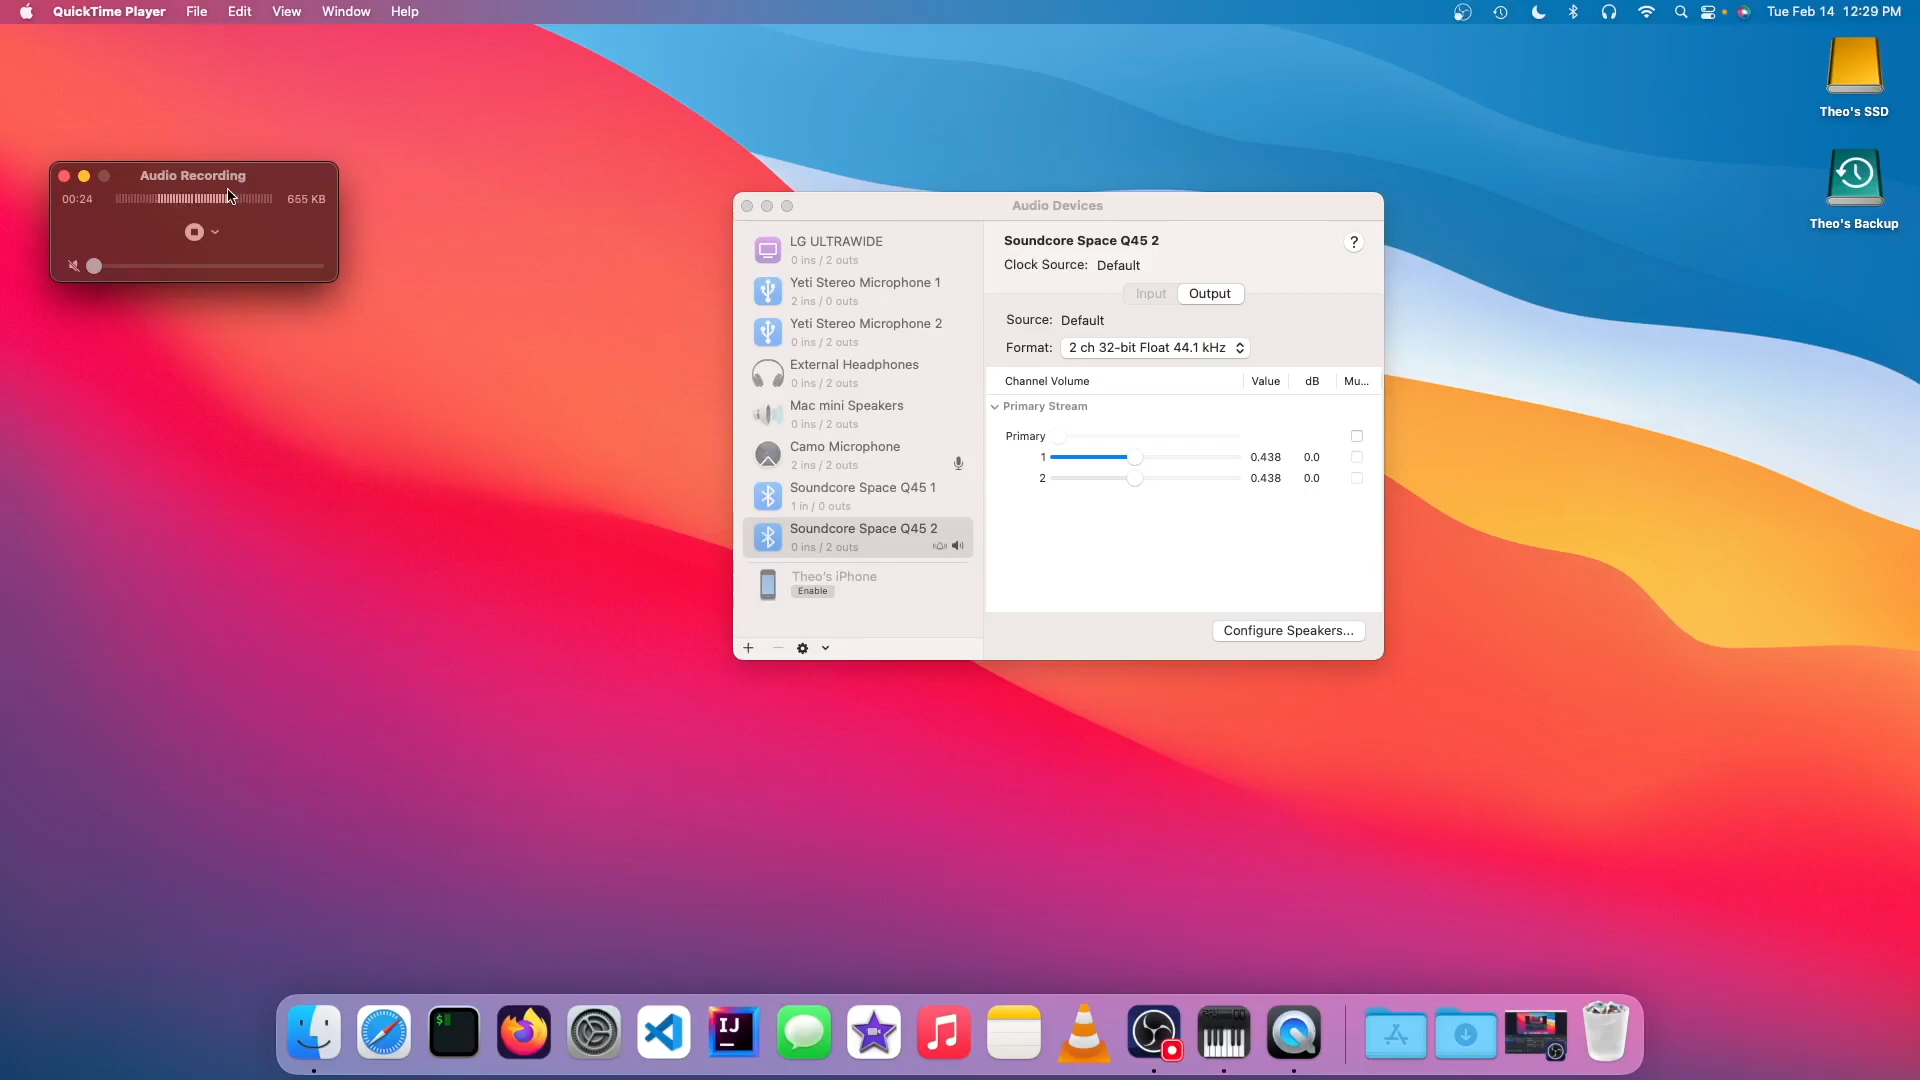 QuickTime Player File Edit View Window Help
Tue Feb 14 12:29 PM
Theo's SSD
Theo's Backup
Audio Recording
00:24
655 KB
Audio Devices
LG ULTRAWIDE
0 ins / 2 outs
Yeti Stereo Microphone 1
2 ins / 0 outs
Yeti Stereo Microphone 2
0 ins / 2 outs
External Headphones
0 ins / 2 outs
Mac mini Speakers
0 ins / 2 outs
Camo Microphone
2 ins / 2 outs
Soundcore Space Q45 1
1 in / 0 outs
Soundcore Space Q45 2
0 ins / 2 outs
Theo's iPhone
Enable
Soundcore Space Q45 2
?
Clock Source: Default
Input Output
Source: Default
Format: 2 ch 32-bit Float 44.1 kHz
Channel Volume Value dB Mu...
Primary Stream
Primary
1 0.438 0.0
2 0.438 0.0
Configure Speakers...
$
IJ